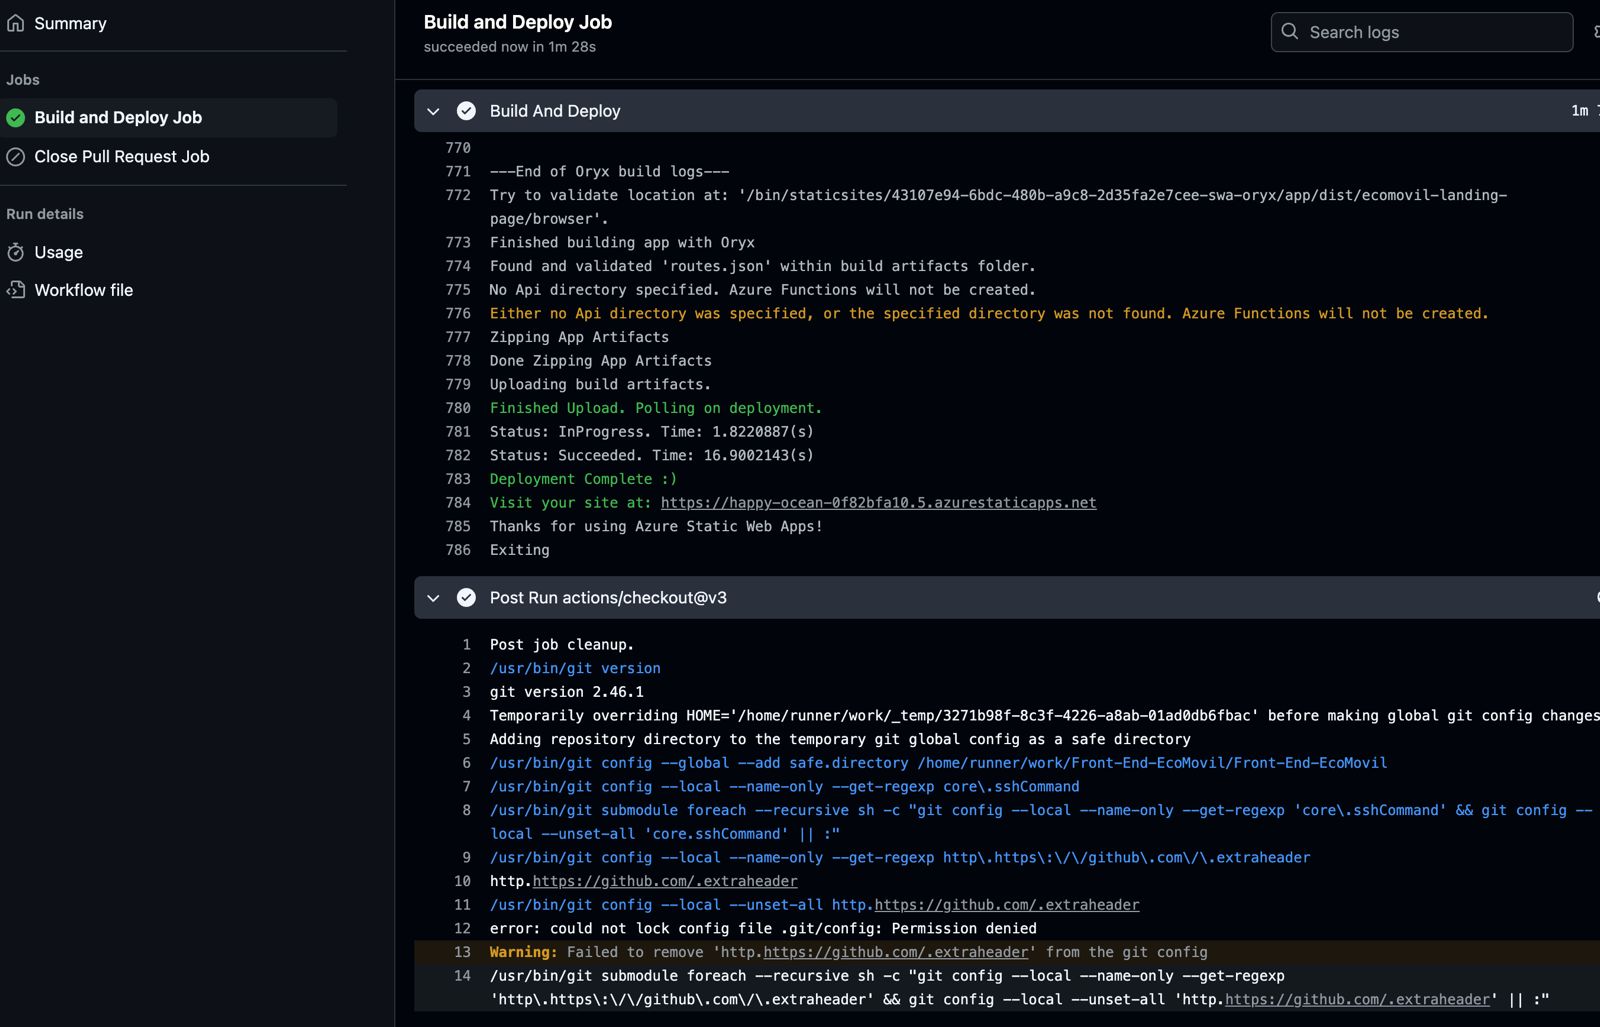 Summary
Jobs
Build and Deploy Job
Close Pull Request Job
Run details
Usage
Workflow file
Build and Deploy Job
succeeded now in 1m 28s
Search logs
Build And Deploy
1m
770
771 ---End of Oryx build logs---
772 Try to validate location at: '/bin/staticsites/43107e94-6bdc-480b-a9c8-2d35fa2e7cee-swa-oryx/app/dist/ecomovil-landing-
page/browser'.
773 Finished building app with Oryx
774 Found and validated 'routes.json' within build artifacts folder.
775 No Api directory specified. Azure Functions will not be created.
776 Either no Api directory was specified, or the specified directory was not found. Azure Functions will not be created.
777 Zipping App Artifacts
778 Done Zipping App Artifacts
779 Uploading build artifacts.
780 Finished Upload. Polling on deployment.
781 Status: InProgress. Time: 1.8220887(s)
782 Status: Succeeded. Time: 16.9002143(s)
783 Deployment Complete :)
784 Visit your site at: https://happy-ocean-0f82bfa10.5.azurestaticapps.net
785 Thanks for using Azure Static Web Apps!
786 Exiting
Post Run actions/checkout@v3
1 Post job cleanup.
2 /usr/bin/git version
3 git version 2.46.1
4 Temporarily overriding HOME='/home/runner/work/_temp/3271b98f-8c3f-4226-a8ab-01ad0db6fbac' before making global git config changes
5 Adding repository directory to the temporary git global config as a safe directory
6 /usr/bin/git config --global --add safe.directory /home/runner/work/Front-End-EcoMovil/Front-End-EcoMovil
7 /usr/bin/git config --local --name-only --get-regexp core\.sshCommand
8 /usr/bin/git submodule foreach --recursive sh -c "git config --local --name-only --get-regexp 'core\.sshCommand' && git config --
local --unset-all 'core.sshCommand' || :"
9 /usr/bin/git config --local --name-only --get-regexp http\.https\:\/\/github\.com\/\.extraheader
10 http.https://github.com/.extraheader
11 /usr/bin/git config --local --unset-all http.https://github.com/.extraheader
12 error: could not lock config file .git/config: Permission denied
13 Warning: Failed to remove 'http.https://github.com/.extraheader' from the git config
14 /usr/bin/git submodule foreach --recursive sh -c "git config --local --name-only --get-regexp
'http\.https\:\/\/github\.com\/\.extraheader' && git config --local --unset-all 'http.https://github.com/.extraheader' || :"